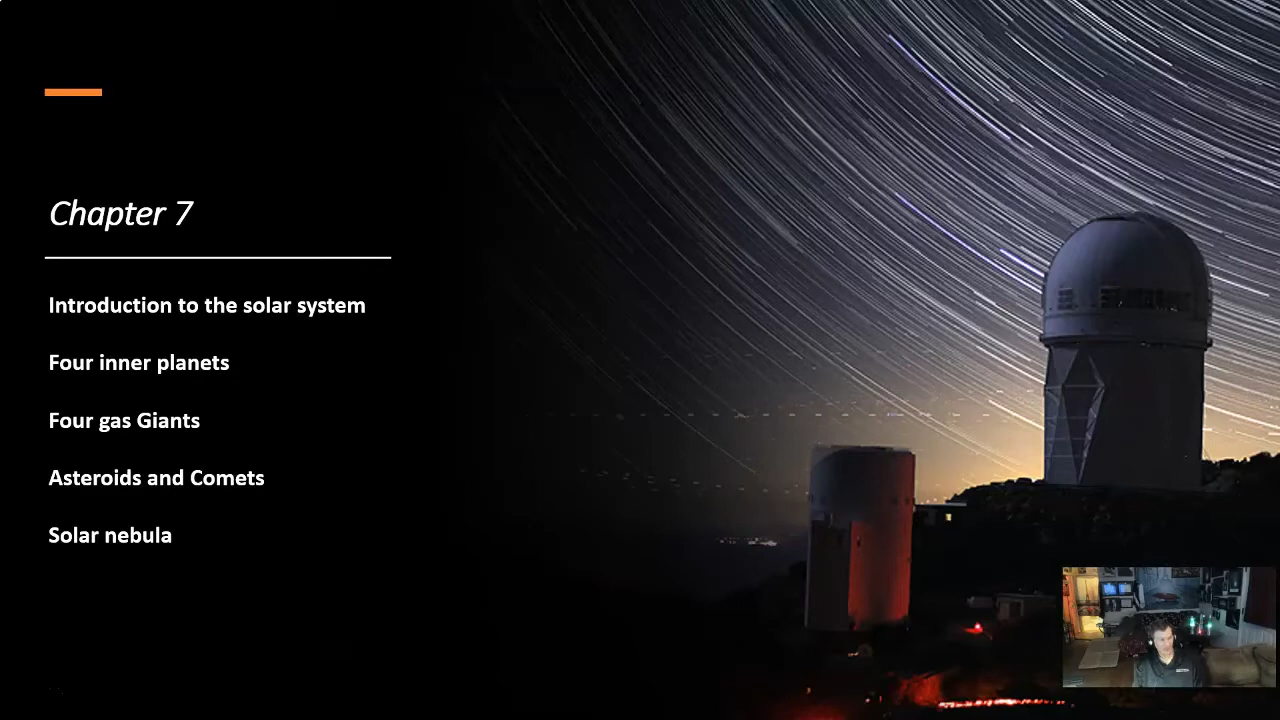 Chapter 7
Introduction to the solar system
Four inner planets
Four gas Giants
Asteroids and Comets
Solar nebula